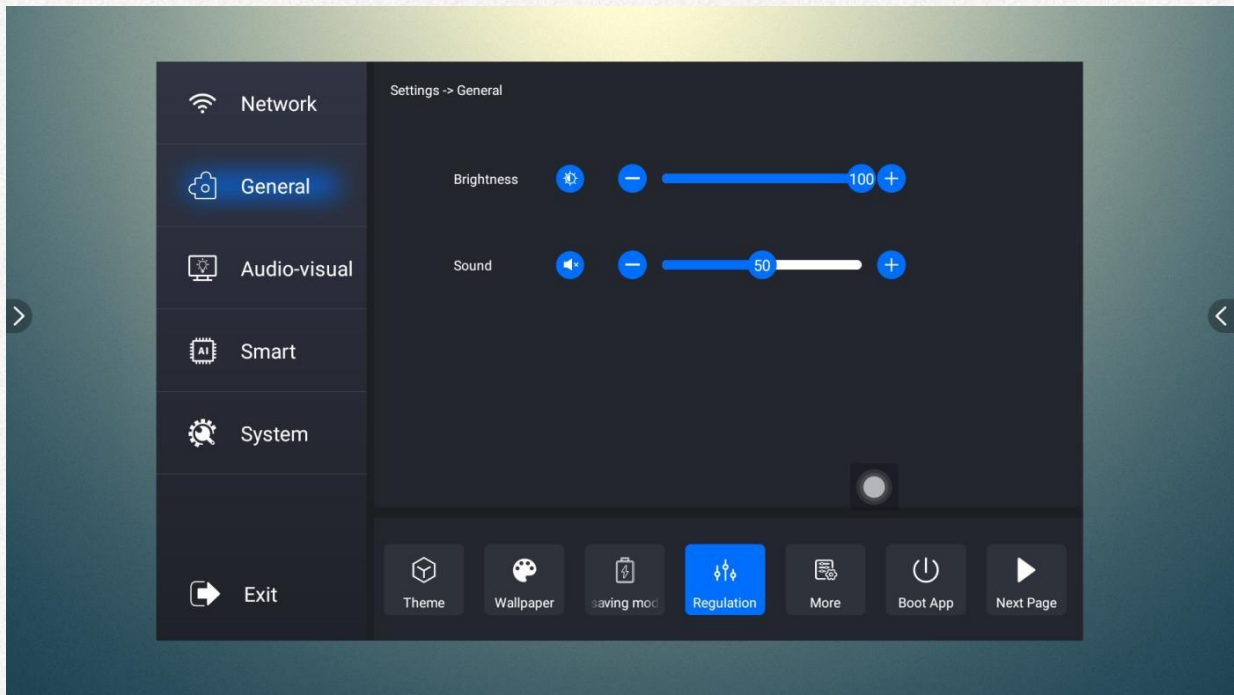 Network
General
Audio-visual
Smart
System
Exit
Settings -> General
Brightness
100
Sound
50
Theme
Wallpaper
saving mod
Regulation
More
Boot App
Next Page
AI